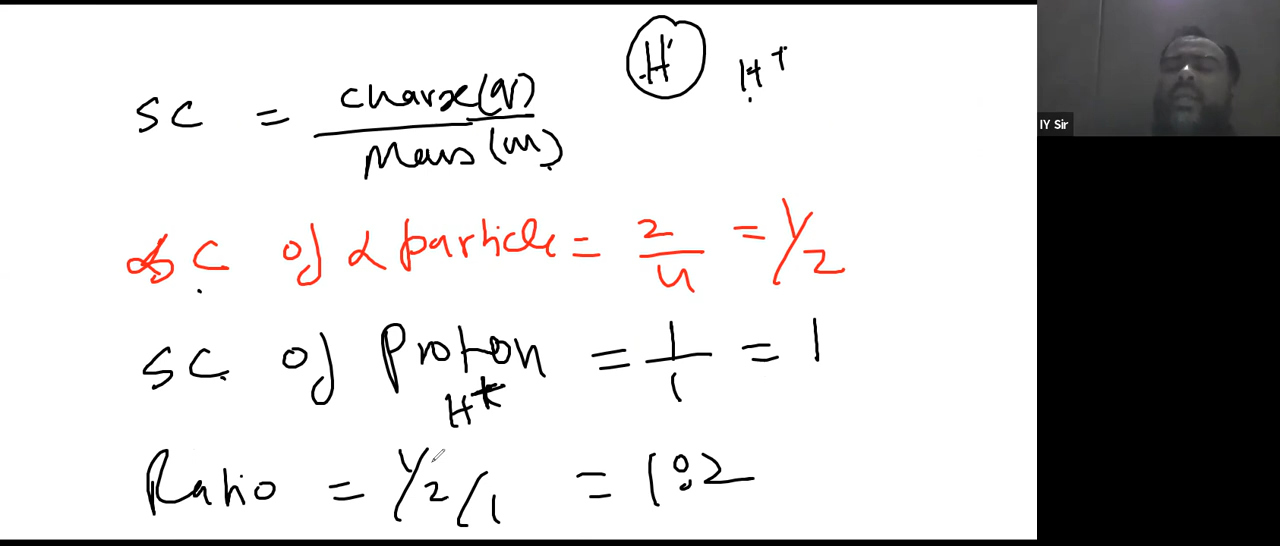 H H⁺
SC = Charge(q)/Mass(m)
IY Sir
SC of α particle = 2/4 = 1/2
SC of Proton = 1/1 = 1
H⁺
Ratio = 1/2/1 = 1:2